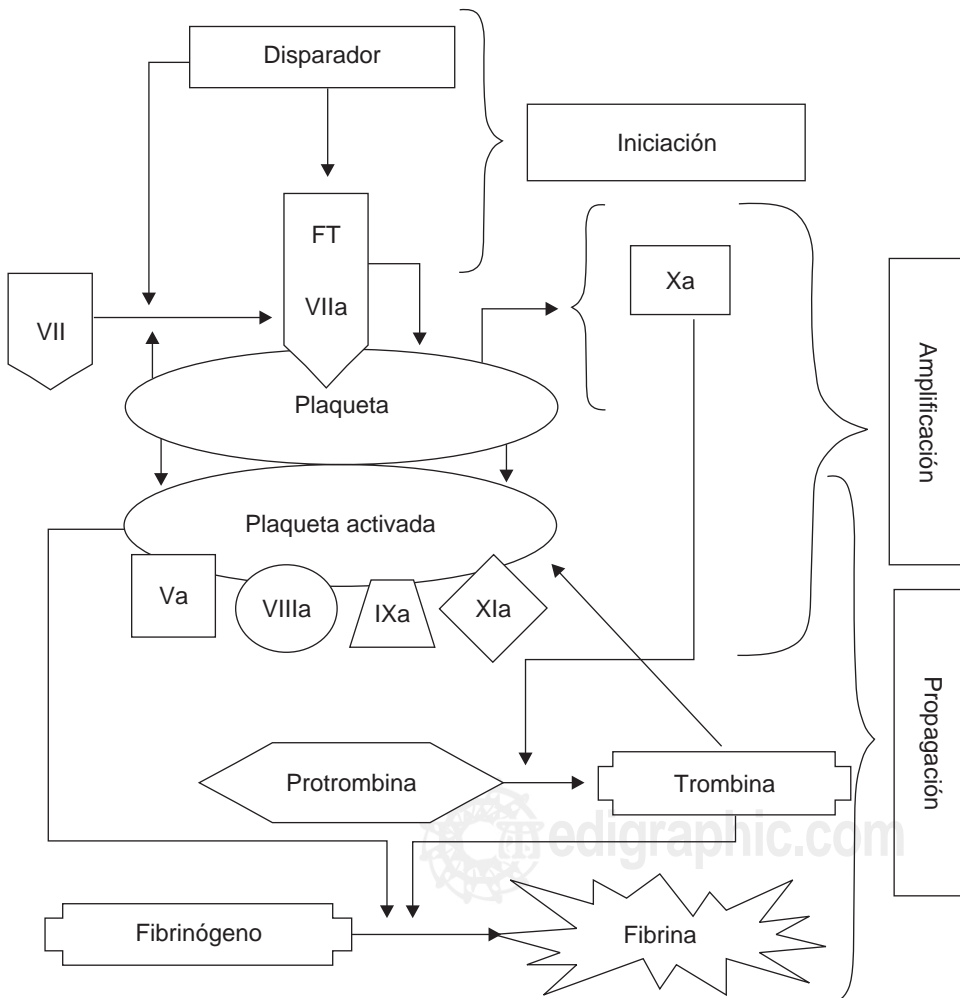 Disparador
Iniciación
FT
VIIa
VII
Xa
Amplificación
Plaqueta
Plaqueta activada
Va
VIIIa
IXa
XIa
Propagación
Protrombina
Trombina
edigraphic.com
Fibrinógeno
Fibrina